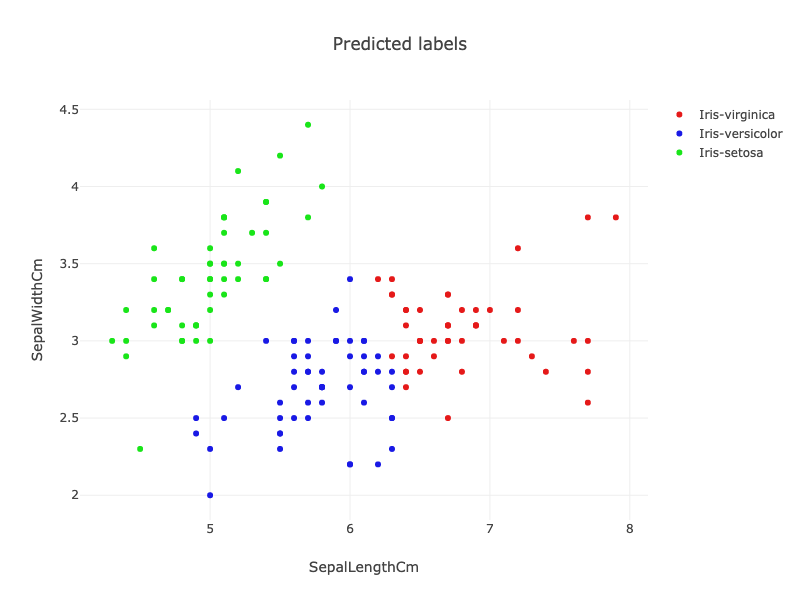 Predicted labels
Iris-virginica
Iris-versicolor
Iris-setosa
4.5
4
3.5
3
2.5
2
SepalWidthCm
5
6
7
8
SepalLengthCm